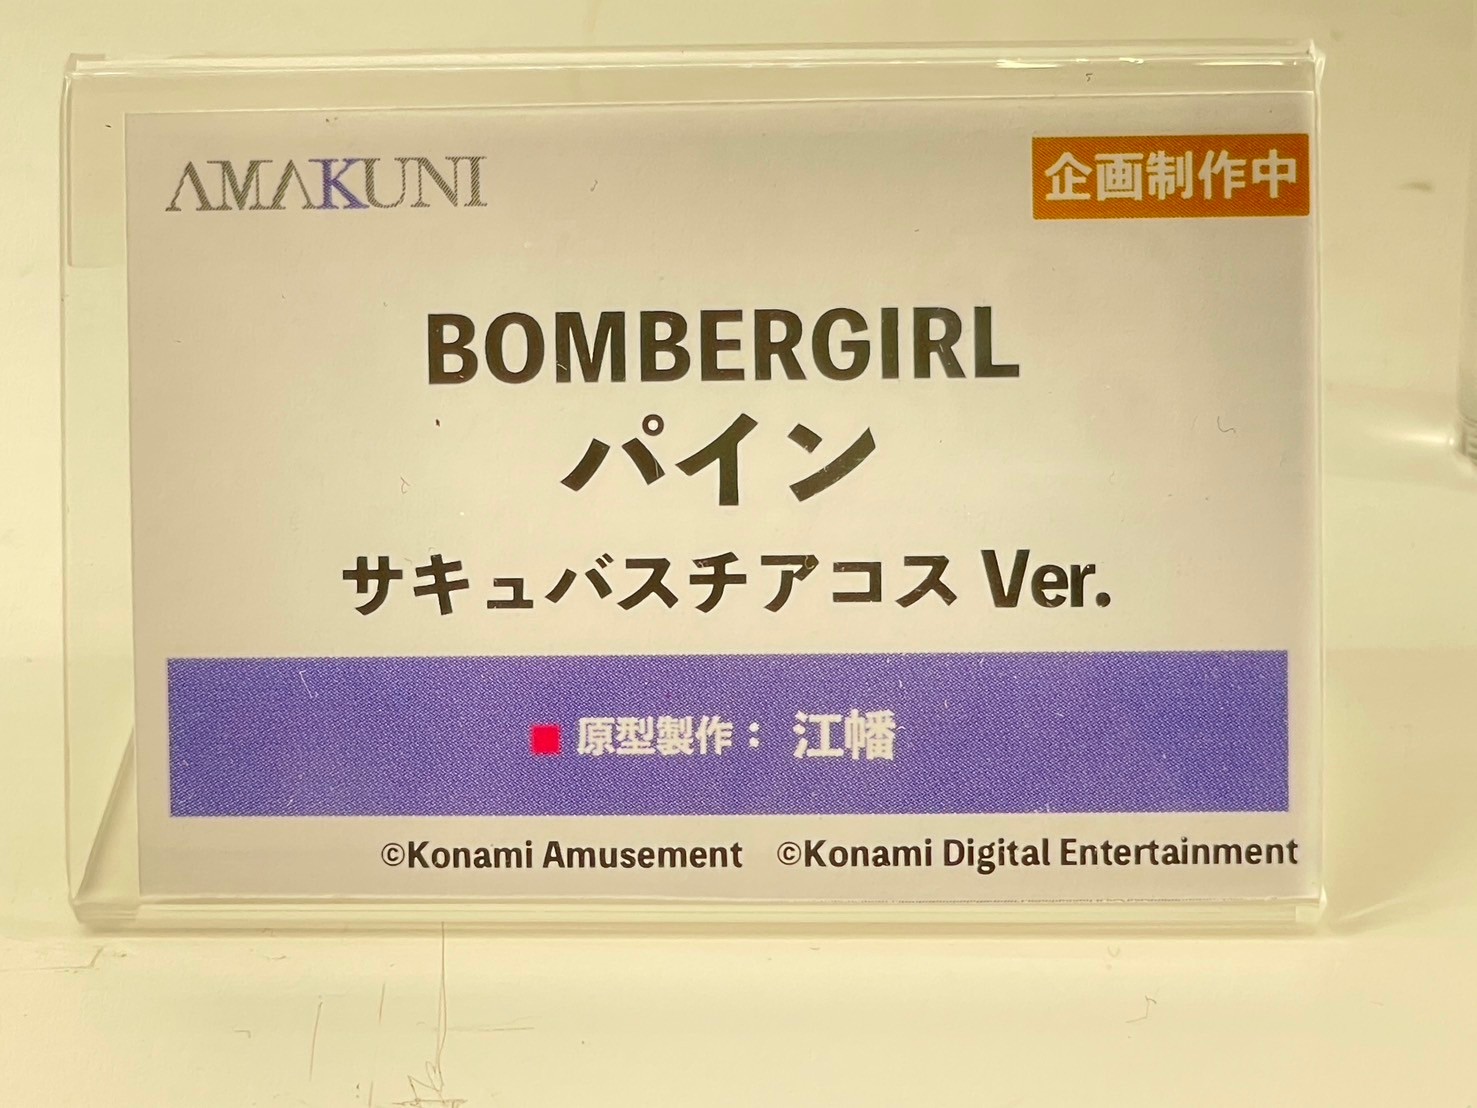 AMAKUNI
企画制作中
BOMBERGIRL
パイン
サキュバスチアコス Ver.
■ 原型製作： 江幡
©Konami Amusement ©Konami Digital Entertainment